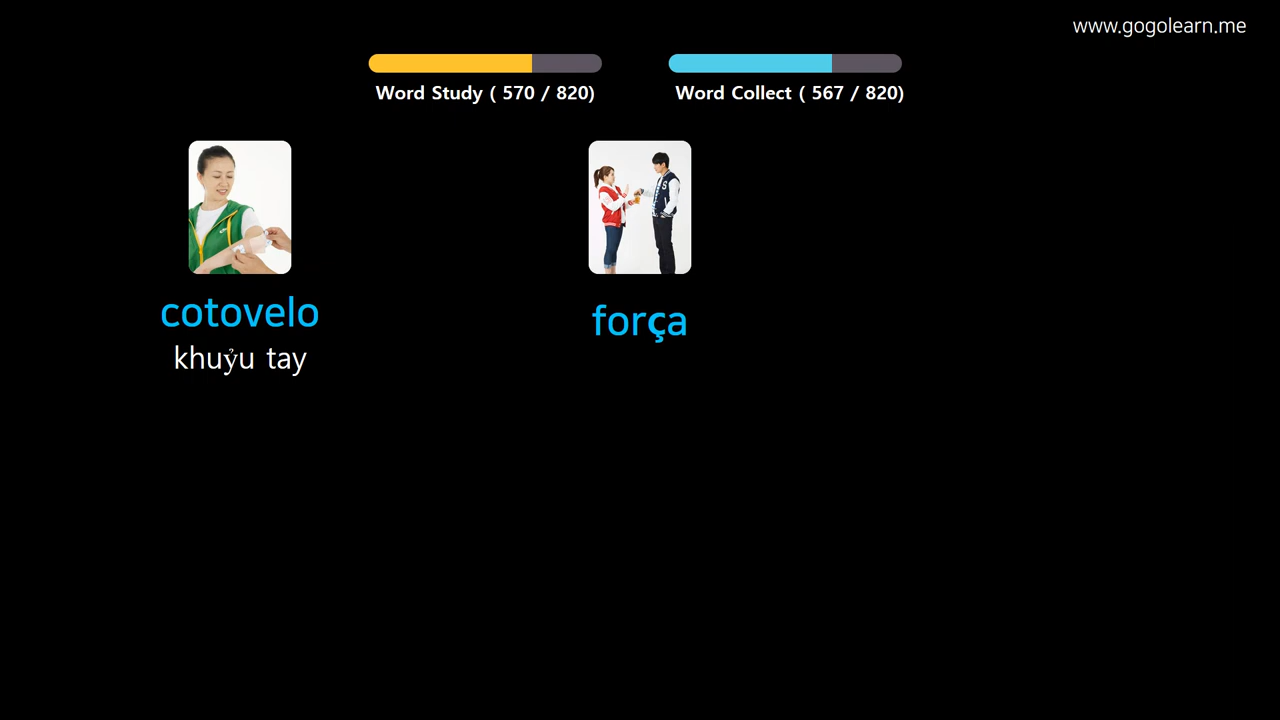 www.gogolearn.me
Word Study ( 570 / 820)
Word Collect ( 567 / 820)
cotovelo
khuỷu tay
força